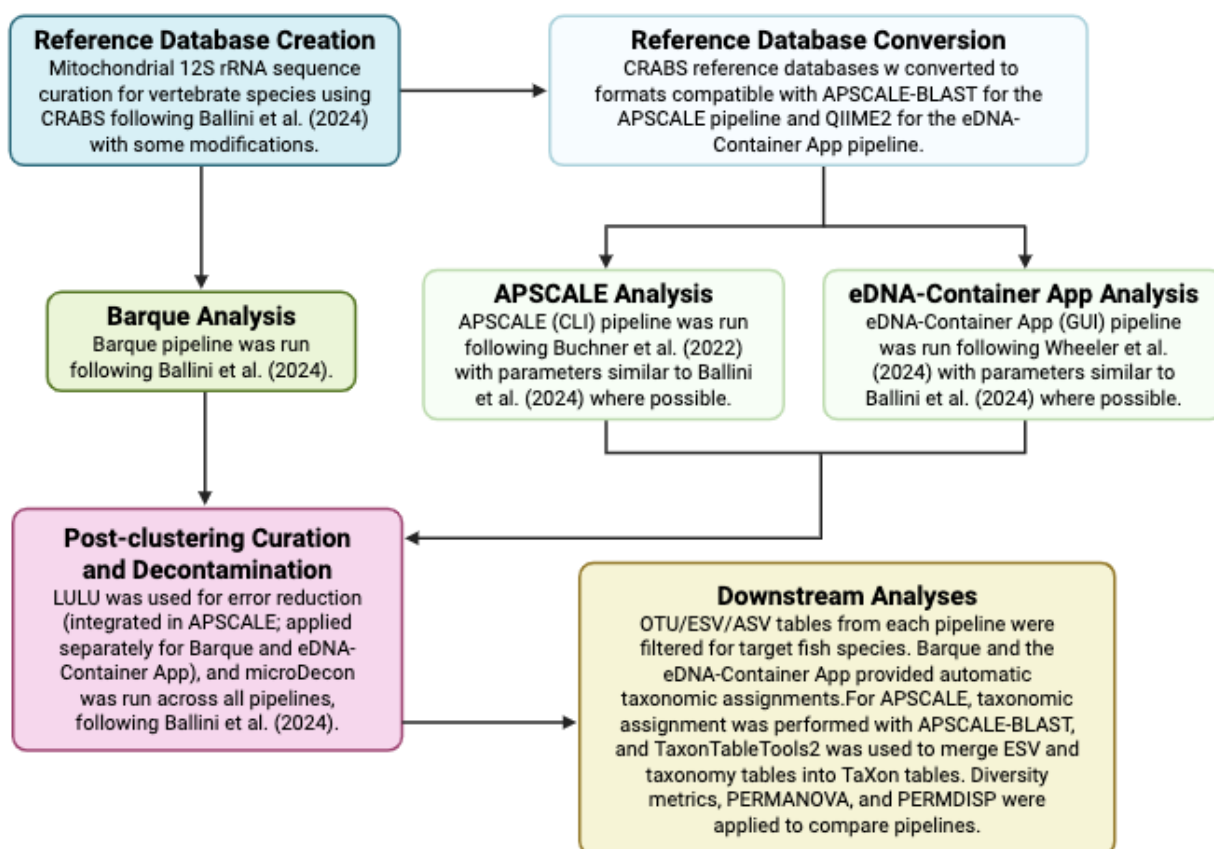 Reference Database Creation
Mitochondrial 12S rRNA sequence
curation for vertebrate species using
CRABS following Ballini et al. (2024)
with some modifications.
Reference Database Conversion
CRABS reference databases w converted to
formats compatible with APSCALE-BLAST for the
APSCALE pipeline and QIIME2 for the eDNA-
Container App pipeline.
Barque Analysis
Barque pipeline was run
following Ballini et al. (2024).
APSCALE Analysis
APSCALE (CLI) pipeline was run
following Buchner et al. (2022)
with parameters similar to Ballini
et al. (2024) where possible.
eDNA-Container App Analysis
eDNA-Container App (GUI) pipeline
was run following Wheeler et al.
(2024) with parameters similar to
Ballini et al. (2024) where possible.
Post-clustering Curation
and Decontamination
LULU was used for error reduction
(integrated in APSCALE; applied
separately for Barque and eDNA-
Container App), and microDecon
was run across all pipelines,
following Ballini et al. (2024).
Downstream Analyses
OTU/ESV/ASV tables from each pipeline were
filtered for target fish species. Barque and the
eDNA-Container App provided automatic
taxonomic assignments.For APSCALE, taxonomic
assignment was performed with APSCALE-BLAST,
and TaxonTableTools2 was used to merge ESV and
taxonomy tables into TaXon tables. Diversity
metrics, PERMANOVA, and PERMDISP were
applied to compare pipelines.